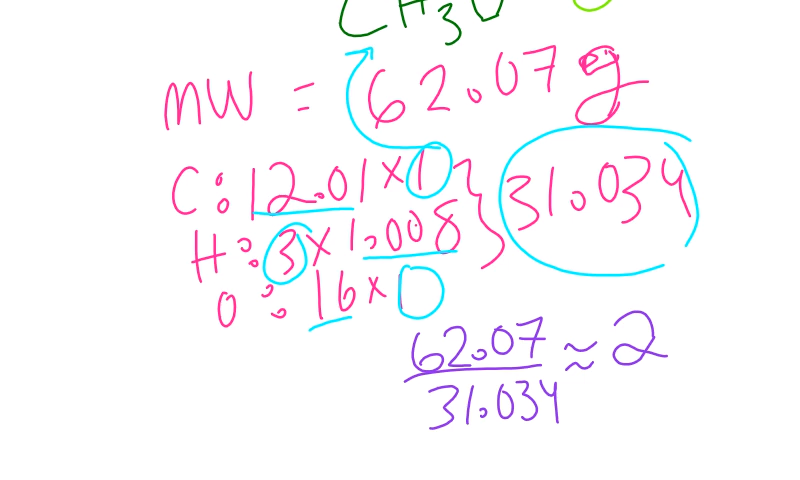 CH3O
MW = 62.07 g
C: 12.01 × 1 } 31.034
H: 3 × 1.008
O: 16 × 1
62.07 ≈ 2
31.034